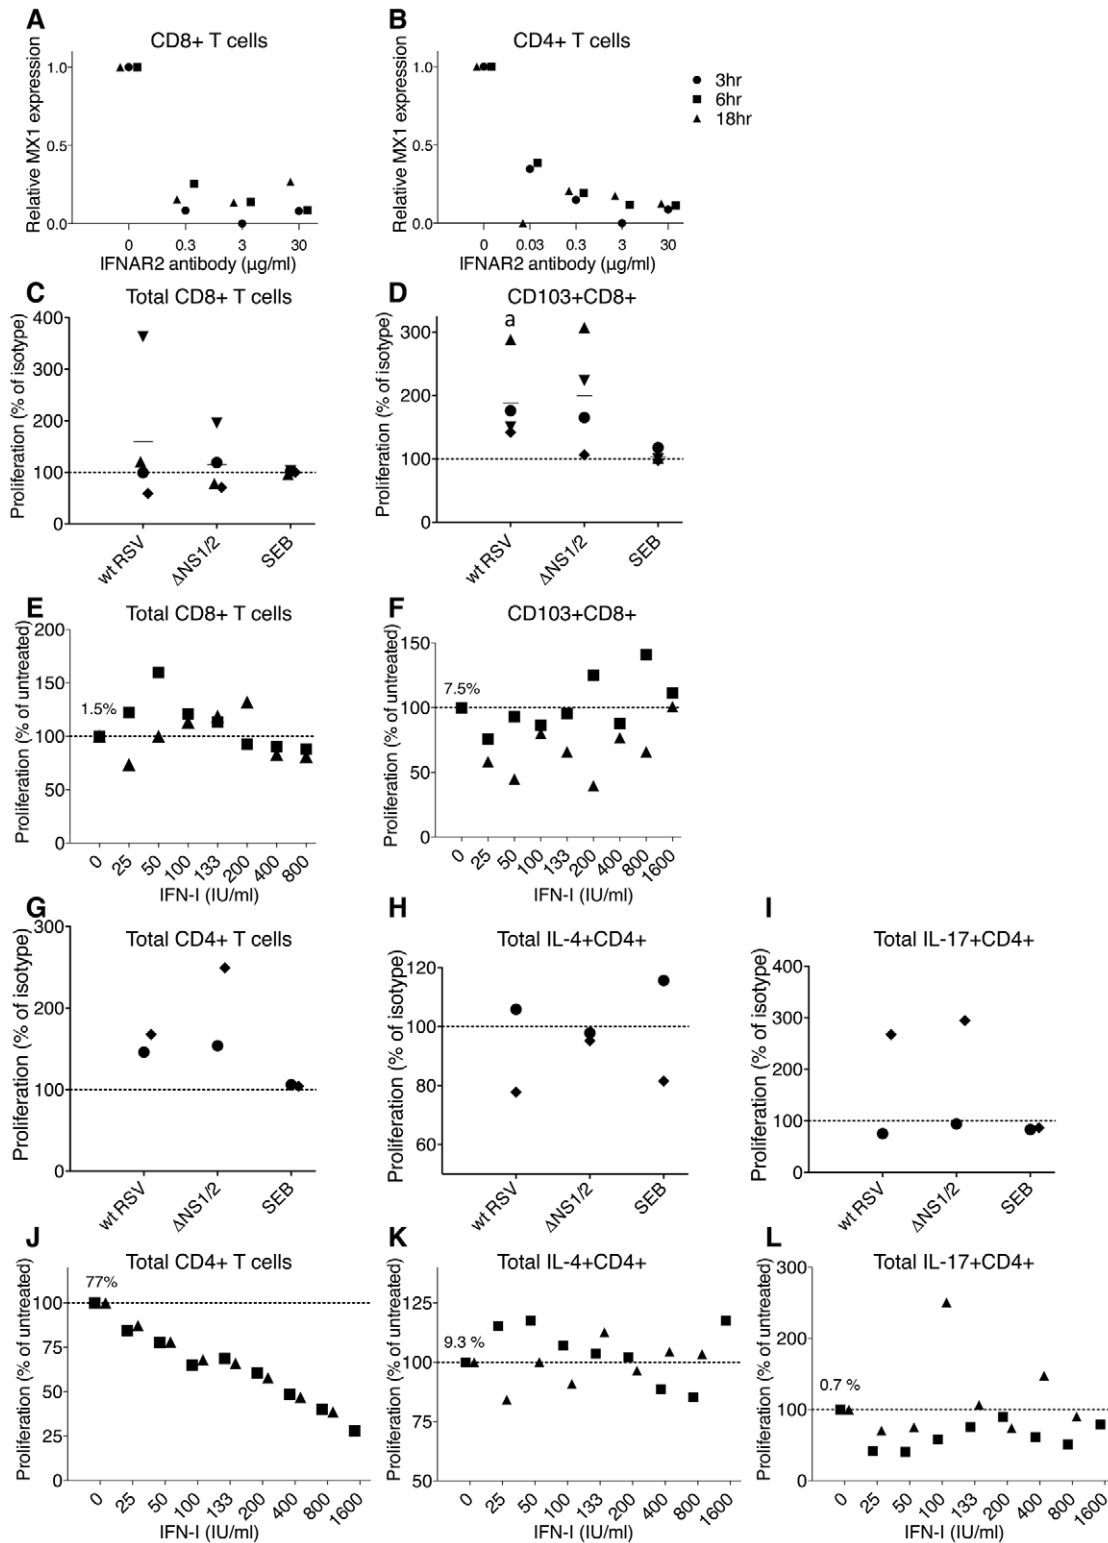 A
CD8+ T cells
Relative MX1 expression
1.0
0.5
0.0
0 0.3 3 30
IFNAR2 antibody (µg/ml)
B
CD4+ T cells
Relative MX1 expression
1.0
0.5
0.0
0 0.03 0.3 3 30
IFNAR2 antibody (µg/ml)
3hr
6hr
18hr
C
Total CD8+ T cells
Proliferation (% of isotype)
400
300
200
100
0
wt RSV ΔNS1/2 SEB
D
CD103+CD8+
Proliferation (% of isotype)
300
200
100
0
a
wt RSV ΔNS1/2 SEB
E
Total CD8+ T cells
Proliferation (% of untreated)
200
150
100
50
0
1.5%
0 25 50 100 133 200 400 800
IFN-I (IU/ml)
F
CD103+CD8+
Proliferation (% of untreated)
150
100
50
0
7.5%
0 25 50 100 133 200 400 800 1600
IFN-I (IU/ml)
G
Total CD4+ T cells
Proliferation (% of isotype)
300
200
100
0
wt RSV ΔNS1/2 SEB
H
Total IL-4+CD4+
Proliferation (% of isotype)
120
100
80
60
wt RSV ΔNS1/2 SEB
I
Total IL-17+CD4+
Proliferation (% of isotype)
400
300
200
100
0
wt RSV ΔNS1/2 SEB
J
Total CD4+ T cells
Proliferation (% of untreated)
100
75
50
25
0
77%
0 25 50 100 133 200 400 800 1600
IFN-I (IU/ml)
K
Total IL-4+CD4+
Proliferation (% of untreated)
125
100
75
50
9.3 %
0 25 50 100 133 200 400 800 1600
IFN-I (IU/ml)
L
Total IL-17+CD4+
Proliferation (% of untreated)
300
200
100
0
0.7 %
0 25 50 100 133 200 400 800 1600
IFN-I (IU/ml)